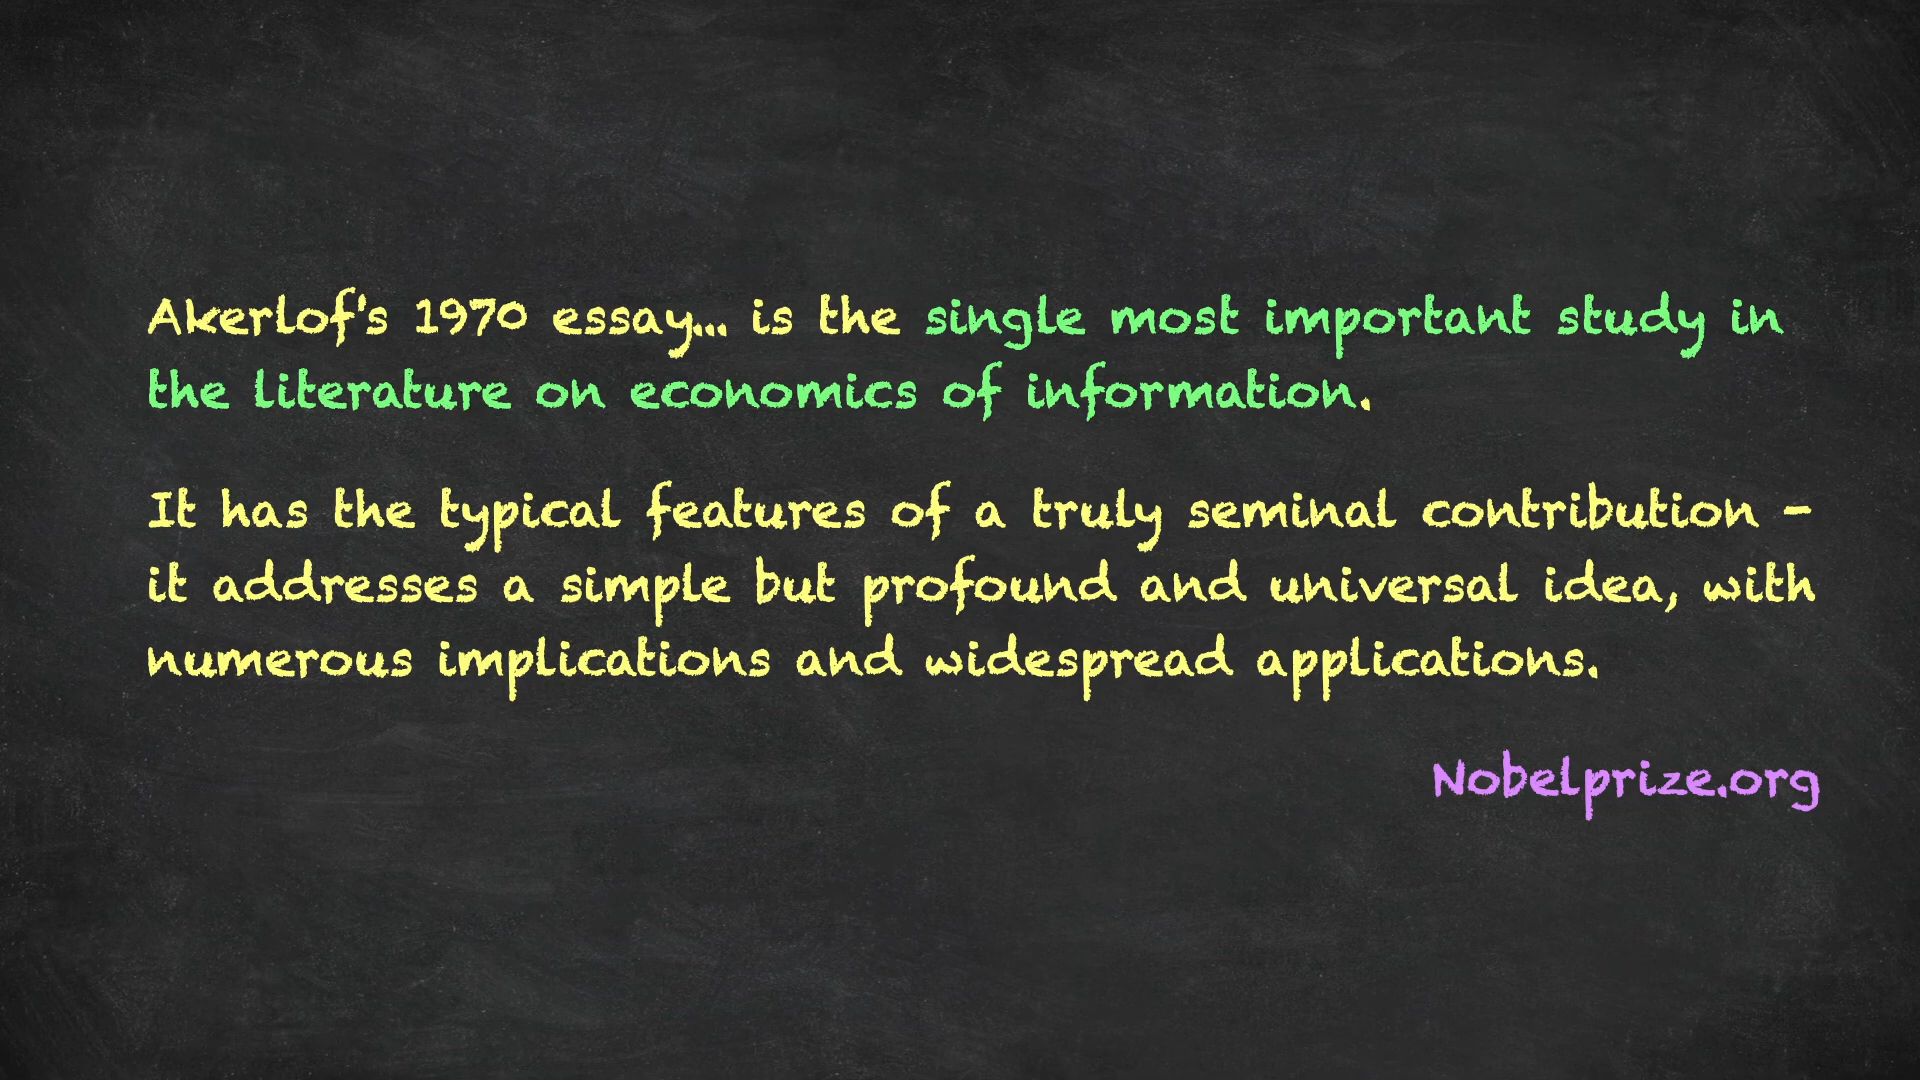 Akerlof's 1970 essay... is the single most important study in
the literature on economics of information.
It has the typical features of a truly seminal contribution -
it addresses a simple but profound and universal idea, with
numerous implications and widespread applications.
Nobelprize.org